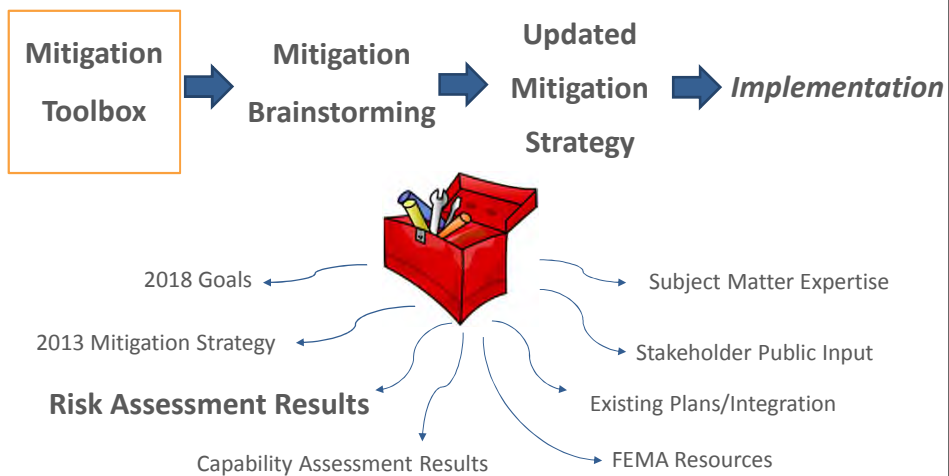 Mitigation
Toolbox
Mitigation
Brainstorming
Updated
Mitigation
Strategy
Implementation
2018 Goals
2013 Mitigation Strategy
Risk Assessment Results
Capability Assessment Results
Subject Matter Expertise
Stakeholder Public Input
Existing Plans/Integration
FEMA Resources